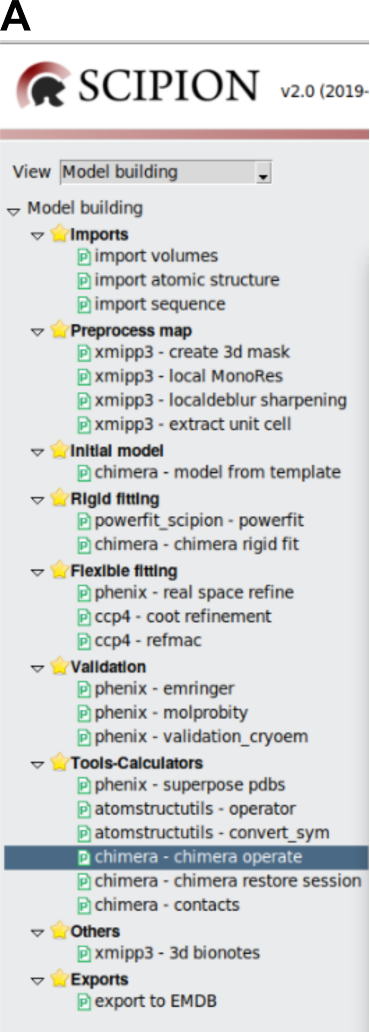 A
SCIPION v2.0 (2019-
View Model building
Model building
Imports
import volumes
import atomic structure
import sequence
Preprocess map
xmipp3 - create 3d mask
xmipp3 - local MonoRes
xmipp3 - localdeblur sharpening
xmipp3 - extract unit cell
Initial model
chimera - model from template
Rigid fitting
powerfit_scipion - powerfit
chimera - chimera rigid fit
Flexible fitting
phenix - real space refine
ccp4 - coot refinement
ccp4 - refmac
Validation
phenix - emringer
phenix - molprobity
phenix - validation_cryoem
Tools-Calculators
phenix - superpose pdbs
atomstructutils - operator
atomstructutils - convert_sym
chimera - chimera operate
chimera - chimera restore session
chimera - contacts
Others
xmipp3 - 3d bionotes
Exports
export to EMDB